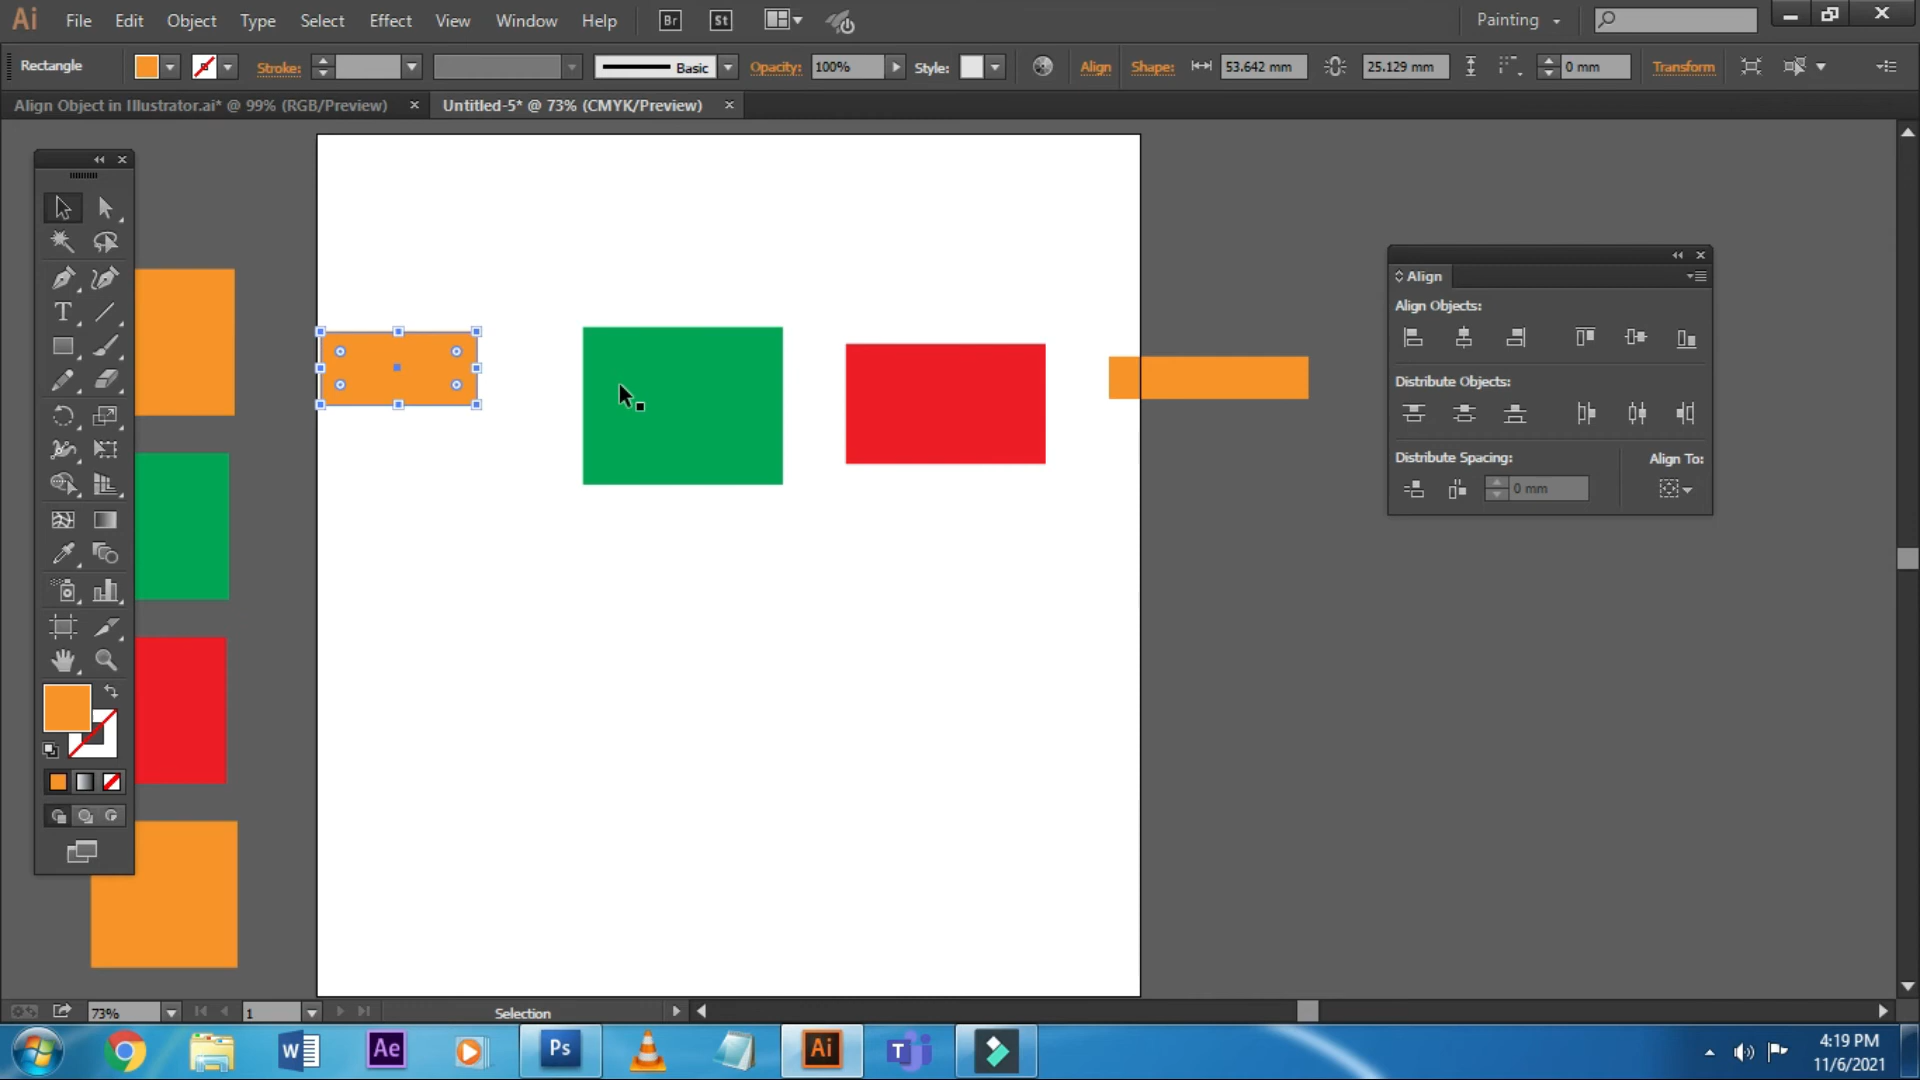 Ai File Edit Object Type Select Effect View Window Help Br St Painting
Rectangle Stroke: Basic Opacity: 100% Style: Align Shape: 53.642 mm 25.129 mm 0 mm Transform
Align Object in Illustrator.ai* @ 99% (RGB/Preview) Untitled-5* @ 73% (CMYK/Preview)
Align
Align Objects:
Distribute Objects:
Distribute Spacing: Align To:
0 mm
T
73% 1 Selection
W Ae Ps Ai T 4:19 PM
11/6/2021